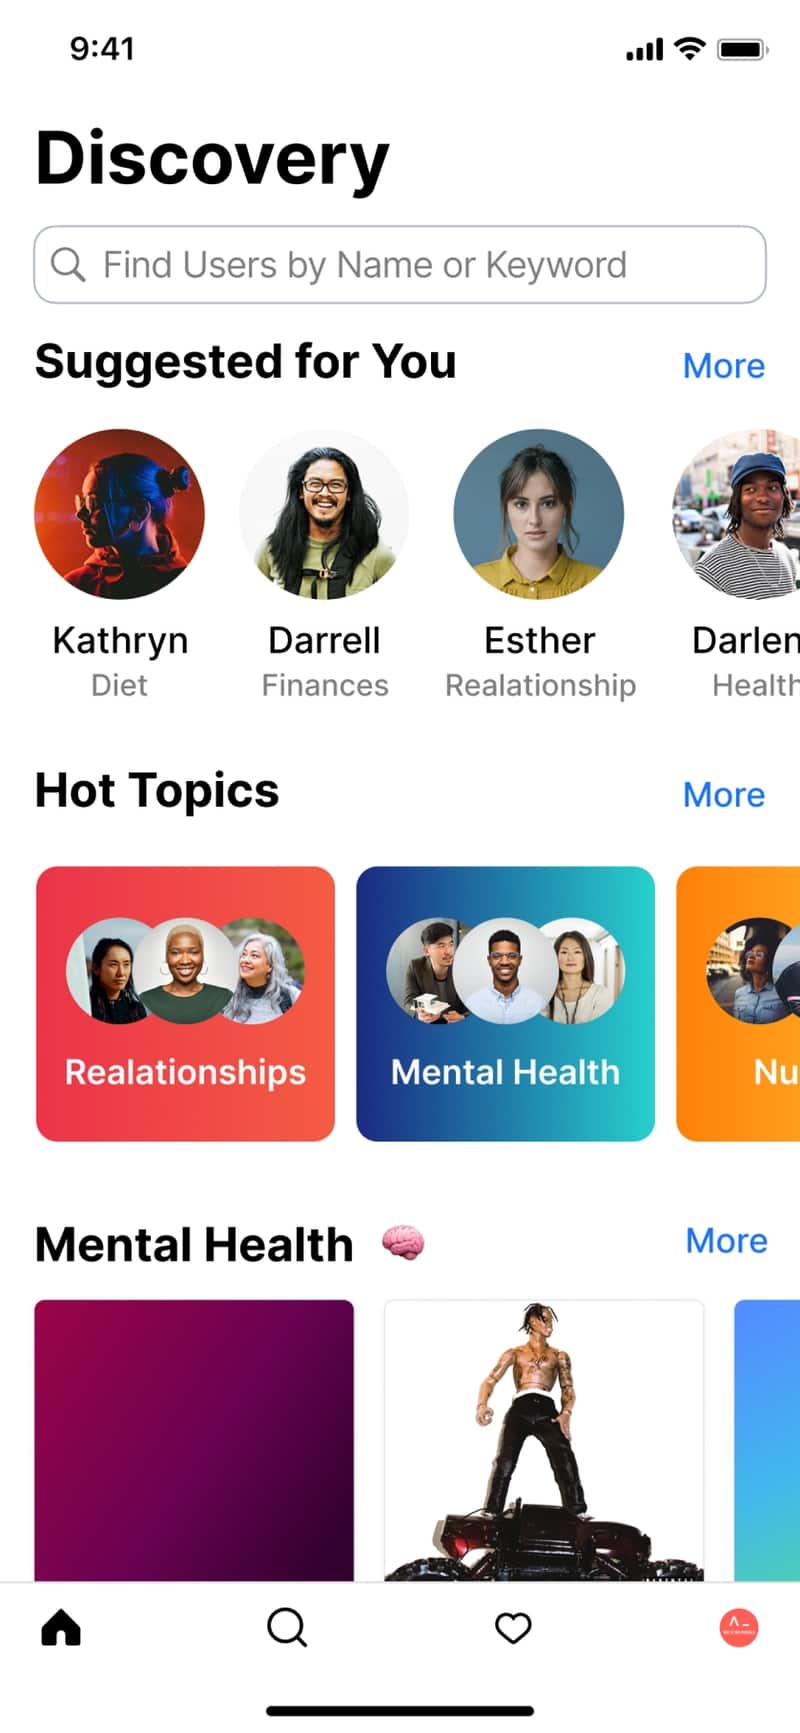 9:41
Discovery
Find Users by Name or Keyword
Suggested for You
More
Kathryn
Darrell
Esther
Darlen
Diet
Finances
Realationship
Health
Hot Topics
More
Realationships
Mental Health
Nu
Mental Health
More